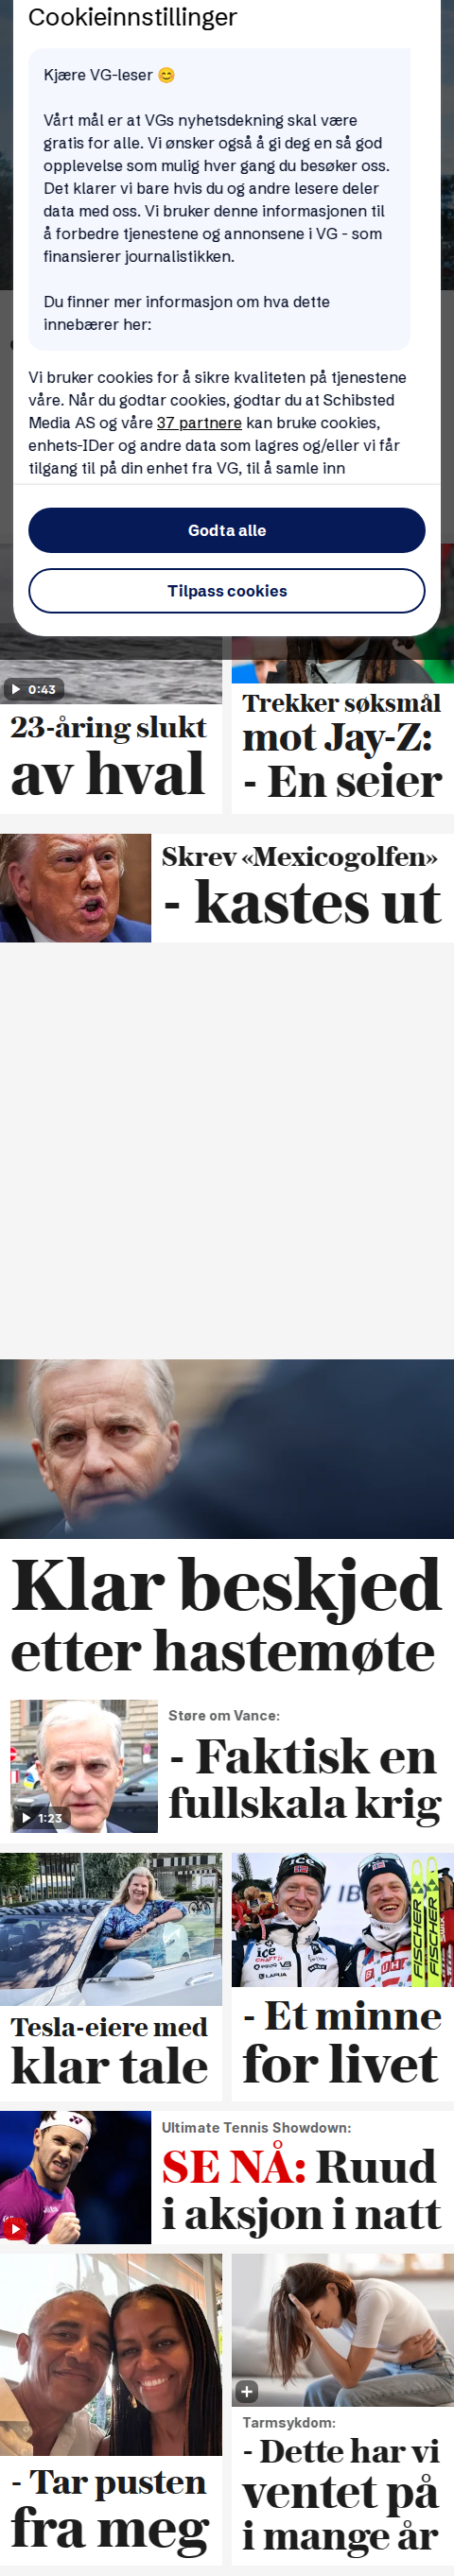 Cookieinnstillinger
Kjære VG-leser 😊
Vårt mål er at VGs nyhetsdekning skal være
gratis for alle. Vi ønsker også å gi deg en så god
opplevelse som mulig hver gang du besøker oss.
Det klarer vi bare hvis du og andre lesere deler
data med oss. Vi bruker denne informasjonen til
å forbedre tjenestene og annonsene i VG - som
finansierer journalistikken.
Du finner mer informasjon om hva dette
innebærer her:
Vi bruker cookies for å sikre kvaliteten på tjenestene
våre. Når du godtar cookies, godtar du at Schibsted
Media AS og våre 37 partnere kan bruke cookies,
enhets-IDer og andre data som lagres og/eller vi får
tilgang til på din enhet fra VG, til å samle inn
Godta alle
Tilpass cookies
0:43
23-åring slukt
av hval
Trekker søksmål
mot Jay-Z:
- En seier
Skrev «Mexicogolfen»
- kastes ut
Klar beskjed
etter hastemøte
1:23
Støre om Vance:
- Faktisk en
fullskala krig
Tesla-eiere med
klar tale
ice
ice
LAPUA
FISCHER
FISCHER
- Et minne
for livet
Ultimate Tennis Showdown:
SE NÅ: Ruud
i aksjon i natt
- Tar pusten
fra meg
Tarmsykdom:
- Dette har vi
ventet på
i mange år